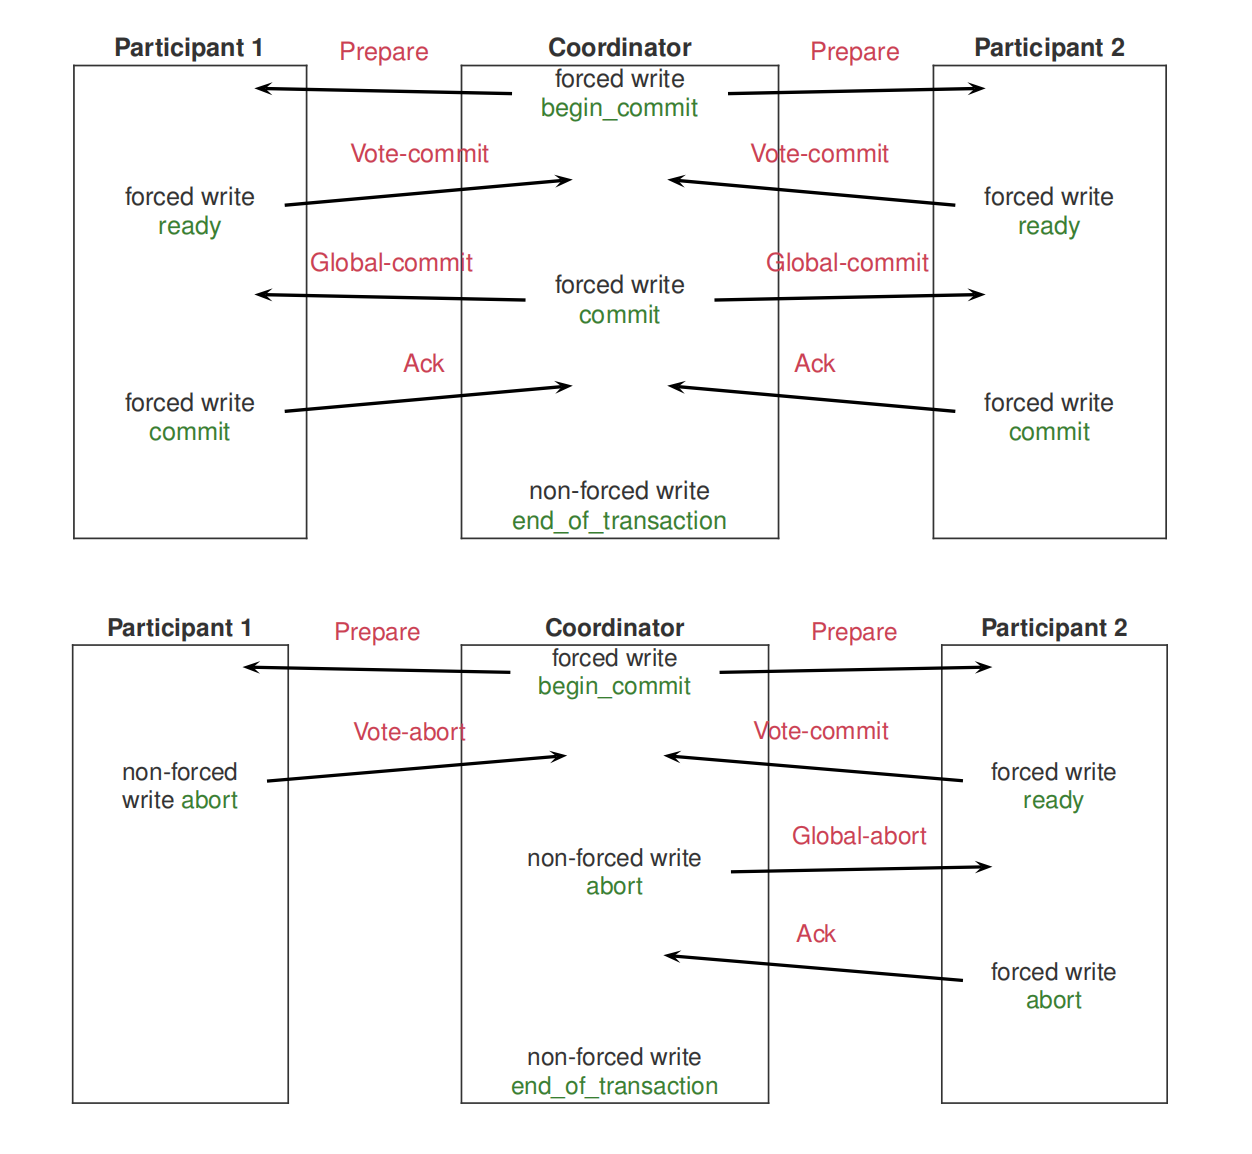 Participant 1
Prepare
Coordinator
Prepare
Participant 2
forced write
begin_commit
Vote-commit
Vote-commit
forced write
ready
forced write
ready
Global-commit
Global-commit
forced write
commit
Ack
Ack
forced write
commit
forced write
commit
non-forced write
end_of_transaction
Participant 1
Prepare
Coordinator
Prepare
Participant 2
forced write
begin_commit
Vote-abort
Vote-commit
non-forced
write abort
forced write
ready
Global-abort
non-forced write
abort
Ack
forced write
abort
non-forced write
end_of_transaction